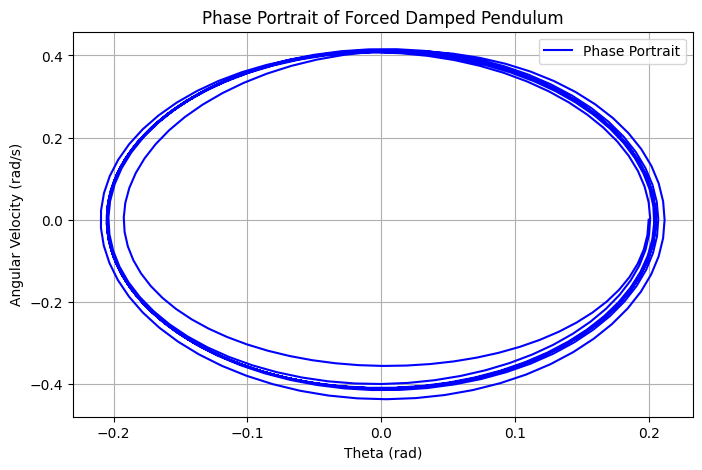 Phase Portrait of Forced Damped Pendulum
Phase Portrait
Angular Velocity (rad/s)
0.4
0.2
0.0
−0.2
−0.4
−0.2
−0.1
0.0
0.1
0.2
Theta (rad)